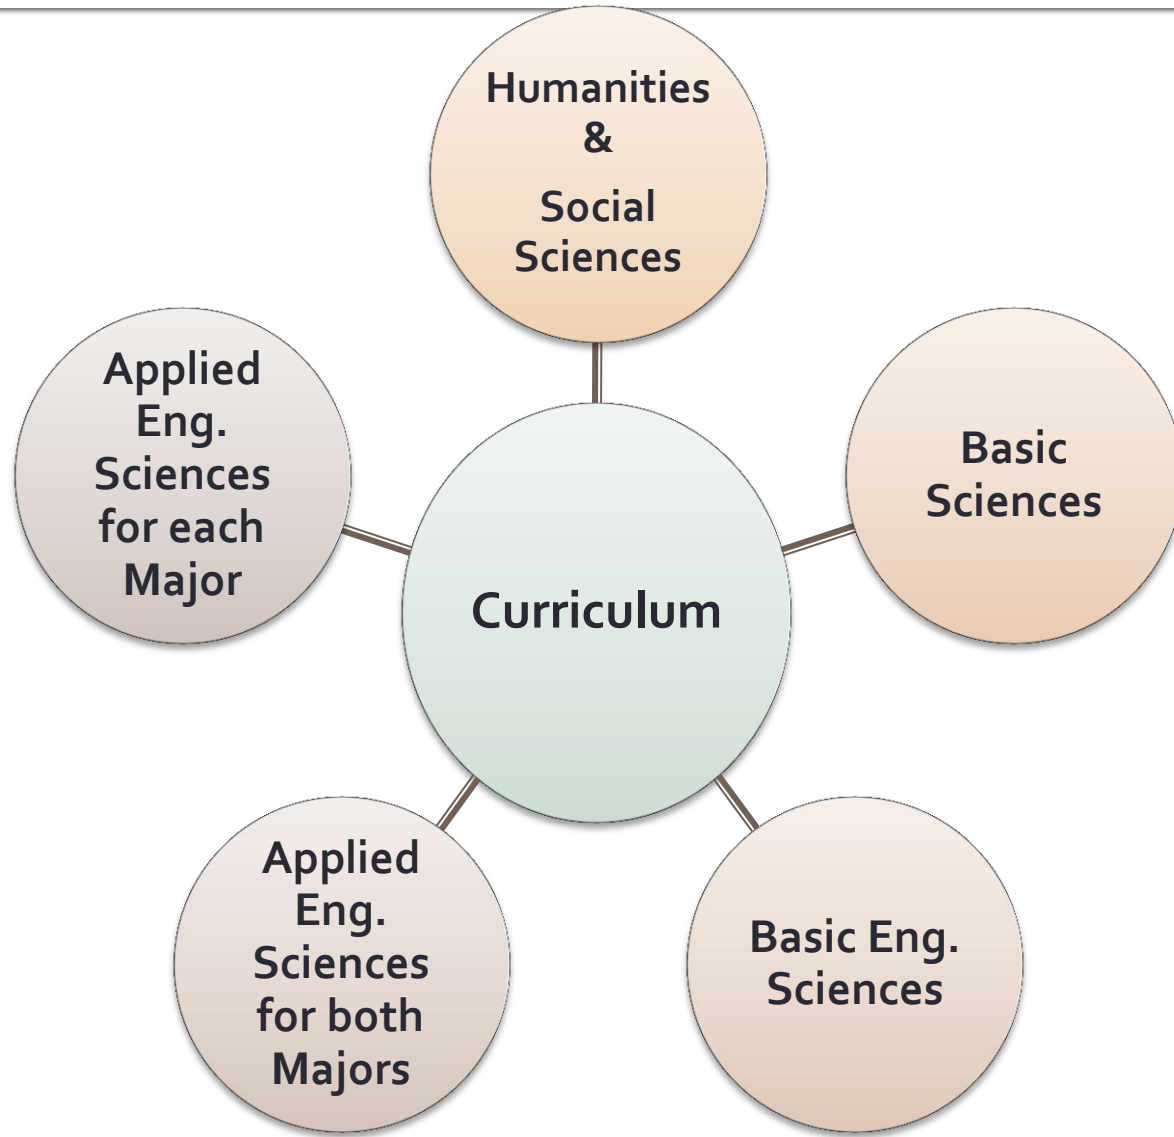 Humanities
&
Social
Sciences
Basic
Sciences
Basic Eng.
Sciences
Applied
Eng.
Sciences
for both
Majors
Applied
Eng.
Sciences
for each
Major
Curriculum